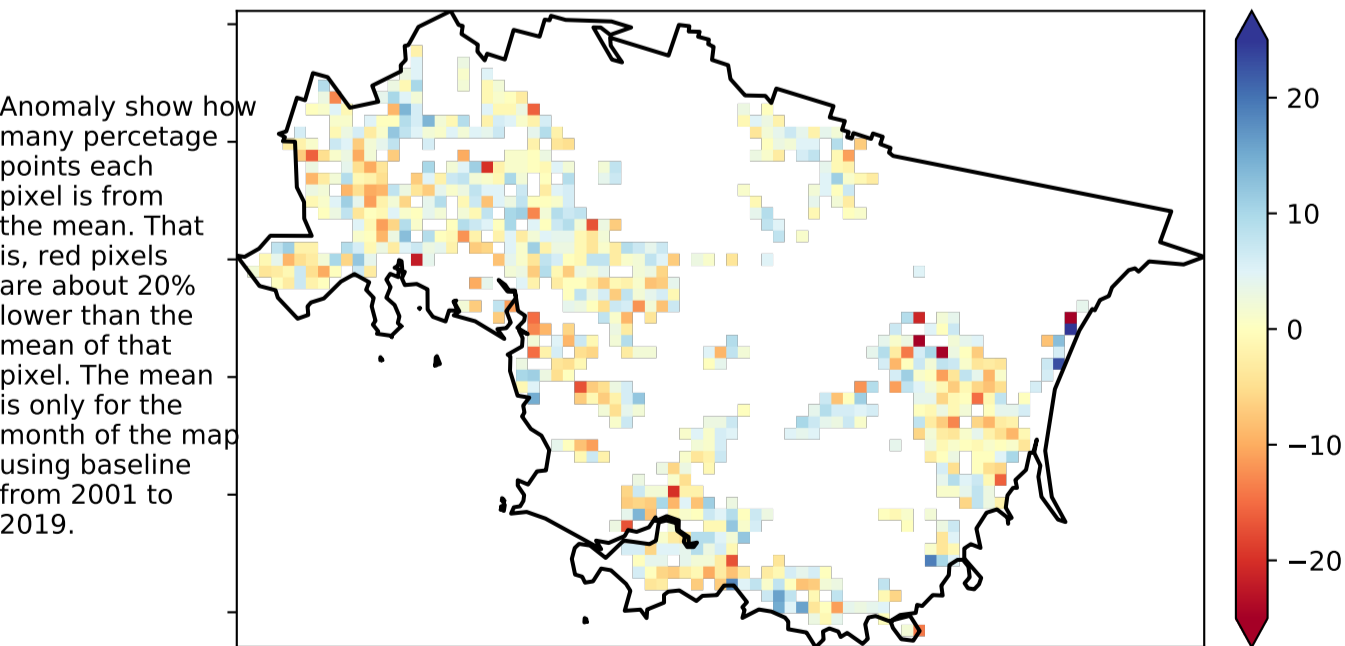 Anomaly show how
many percetage
points each
pixel is from
the mean. That
is, red pixels
are about 20%
lower than the
mean of that
pixel. The mean
is only for the
month of the map
using baseline
from 2001 to
2019.
20
10
0
−10
−20